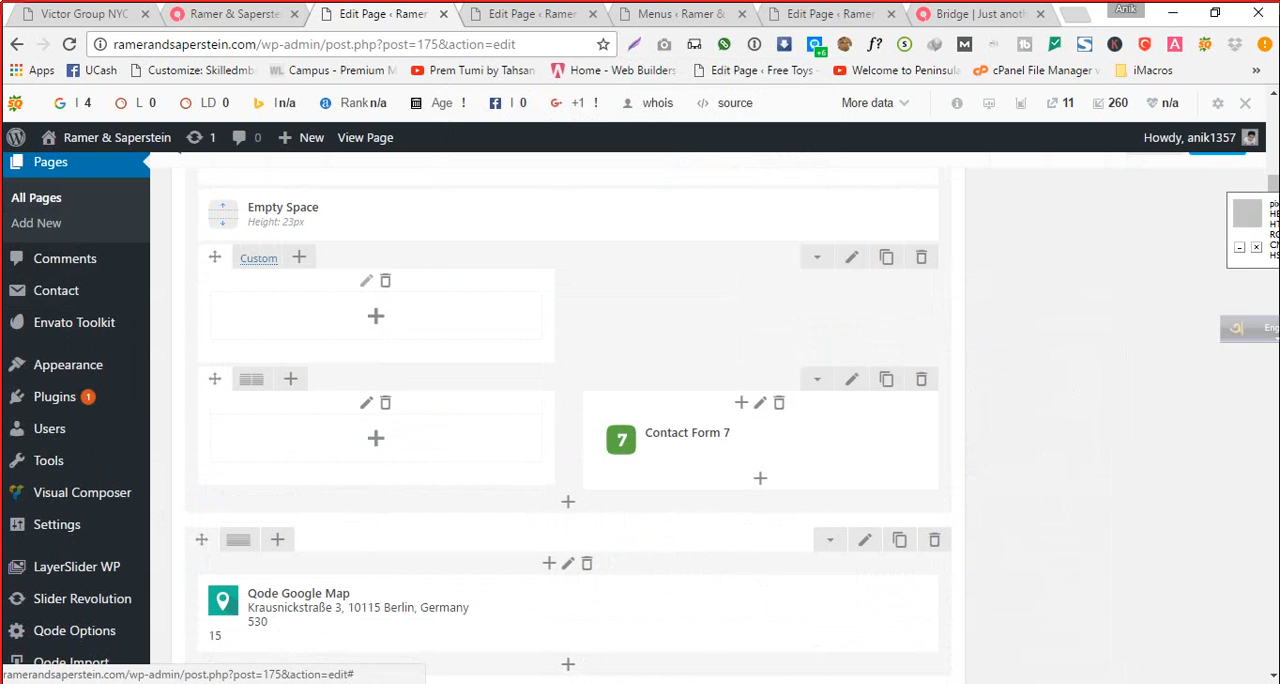 Anik
Victor Group NYC
Ramer & Saperste
Edit Page ‹ Ramer
Edit Page ‹ Ramer
Menus ‹ Ramer &
Edit Page ‹ Ramer
Bridge | Just anoth
ramerandsaperstein.com/wp-admin/post.php?post=175&action=edit
Apps
UCash
Customize: Skilledmb
WL Campus - Premium M
Prem Tumi by Tahsan
Home - Web Builders
Edit Page ‹ Free Toys -
Welcome to Peninsula
cPanel File Manager v
iMacros
»
I 4
L 0
LD 0
I n/a
Rank n/a
Age !
I 0
+1 !
whois
source
More data
11
260
n/a
Ramer & Saperstein
1
0
New
View Page
Howdy, anik1357
Pages
All Pages
Add New
Comments
Contact
Envato Toolkit
Appearance
Plugins 1
Users
Tools
Visual Composer
Settings
LayerSlider WP
Slider Revolution
Qode Options
Qode Import
Empty Space
Height: 23px
Custom
7
Contact Form 7
Qode Google Map
Krausnickstraße 3, 10115 Berlin, Germany
530
15
Eng
ramerandsaperstein.com/wp-admin/post.php?post=175&action=edit#